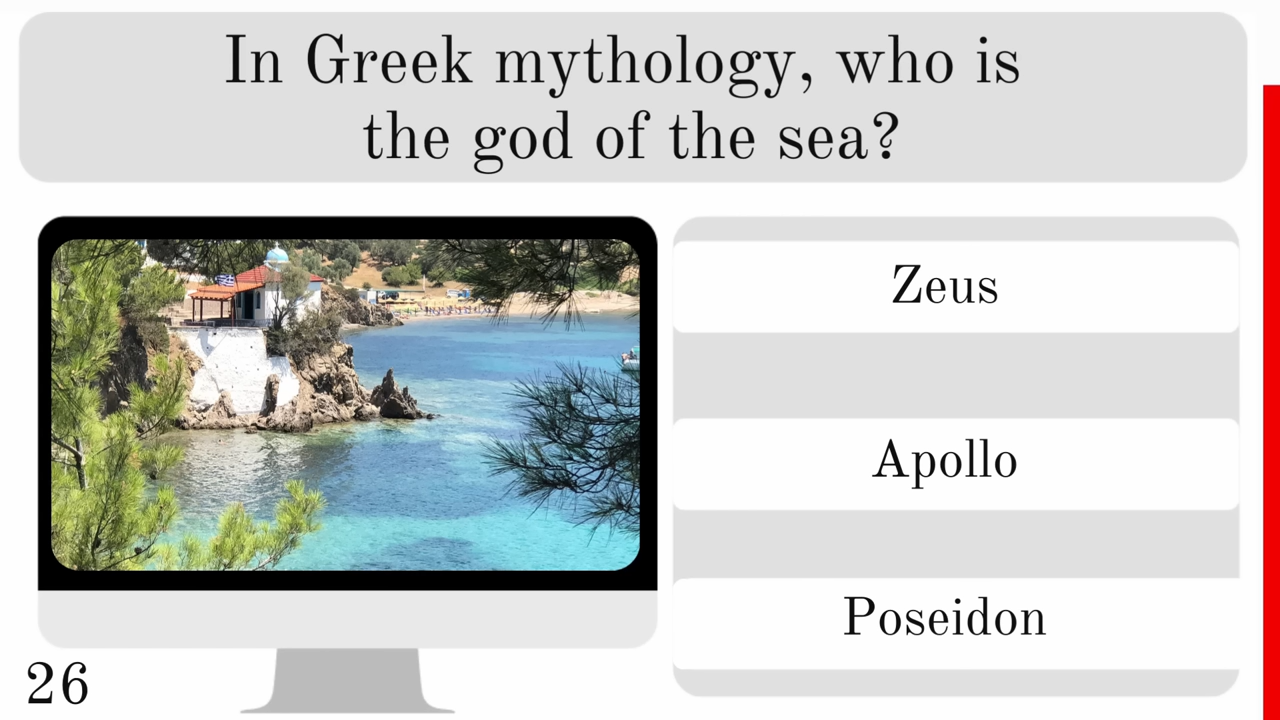 In Greek mythology, who is
the god of the sea?
Zeus
Apollo
Poseidon
26